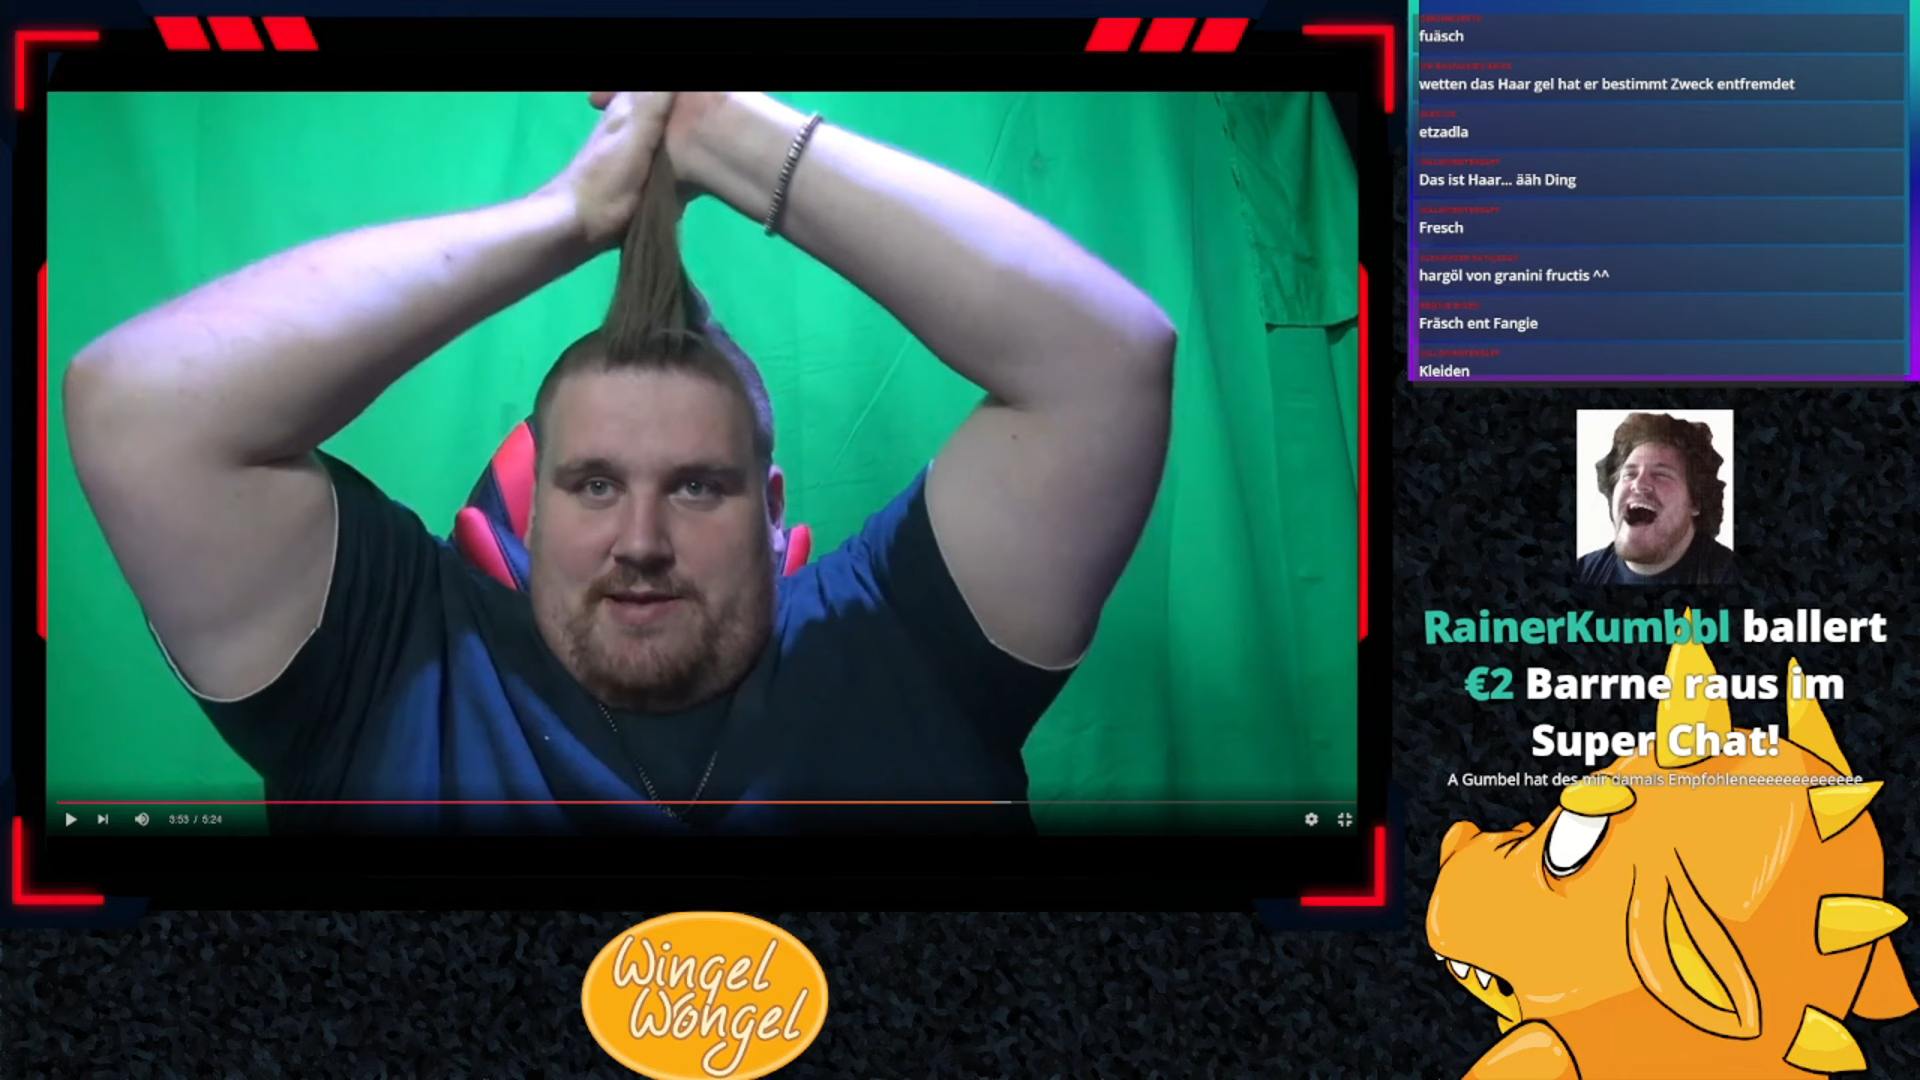 fuäsch
wetten das Haar gel hat er bestimmt Zweck entfremdet
etzadla
Das ist Haar... ääh Ding
Fresch
hargöl von granini fructis ^^
Fräsch ent Fangie
Kleiden
RainerKumbbl ballert
€2 Barrne raus im
Super Chat!
A Gumbel hat des mir damals Empfohleneeeeeeeeeeeee
3:53 / 5:24
Wingel
Wongel